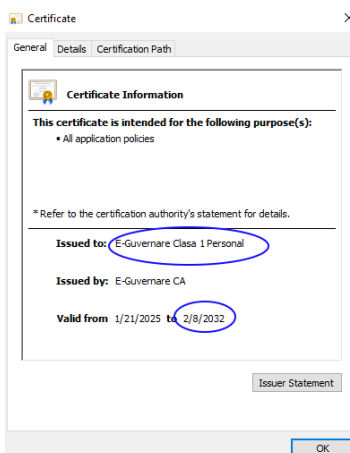 Certificate
General Details Certification Path
Certificate Information
This certificate is intended for the following purpose(s):
• All application policies
* Refer to the certification authority's statement for details.
Issued to: E-Guvernare Clasa 1 Personal
Issued by: E-Guvernare CA
Valid from 1/21/2025 to 2/8/2032
Issuer Statement
OK